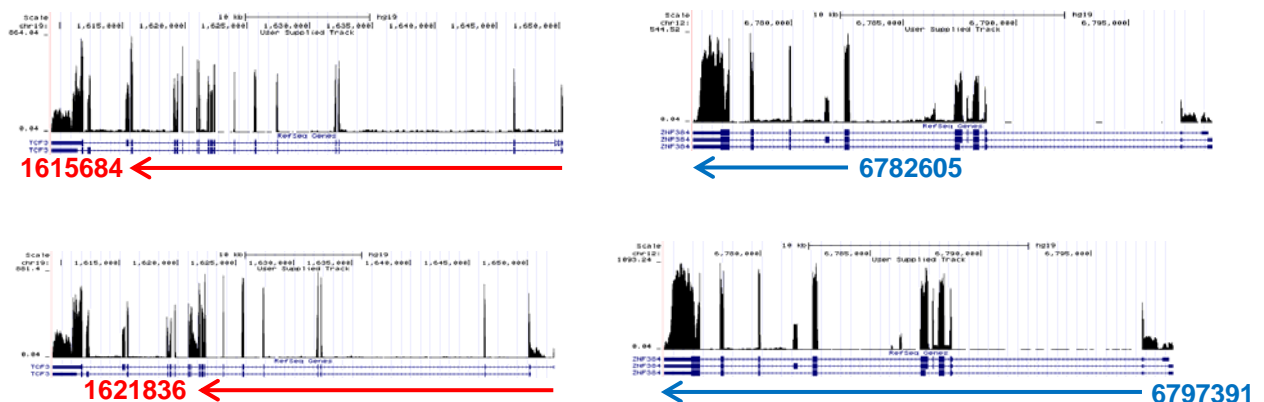 Scale 10 kb hg19
chr19: 1,615,000 1,620,000 1,625,000 1,630,000 1,635,000 1,640,000 1,645,000 1,650,000
864.04 _ User Supplied Track
0.04 _
RefSeq Genes
TCF3
TCF3
1615684
Scale 10 kb hg19
chr12: 6,780,000 6,785,000 6,790,000 6,795,000
544.52 _ User Supplied Track
0.04 _
RefSeq Genes
ZNF384
ZNF384
ZNF384
6782605
Scale 10 kb hg19
chr19: 1,615,000 1,620,000 1,625,000 1,630,000 1,635,000 1,640,000 1,645,000 1,650,000
881.4 _ User Supplied Track
0.04 _
RefSeq Genes
TCF3
TCF3
1621836
Scale 10 kb hg19
chr12: 6,780,000 6,785,000 6,790,000 6,795,000
1093.24 _ User Supplied Track
0.04 _
RefSeq Genes
ZNF384
ZNF384
ZNF384
6797391